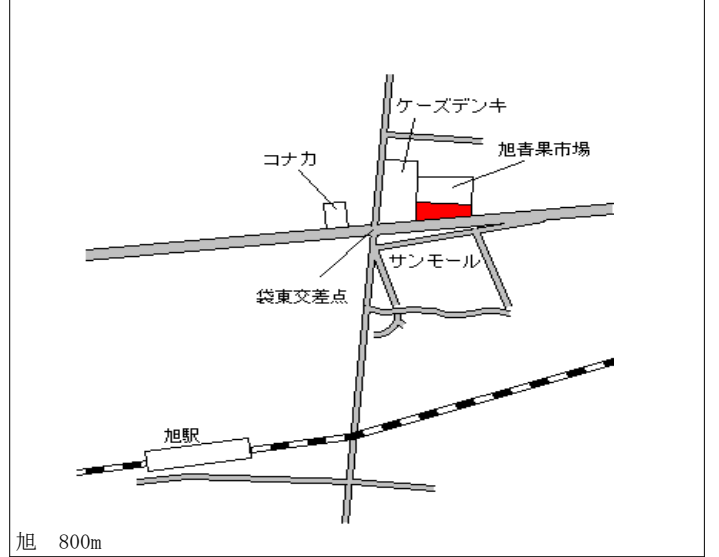 ケーズデンキ
旭青果市場
コナカ
サンモール
袋東交差点
旭駅
旭 800m